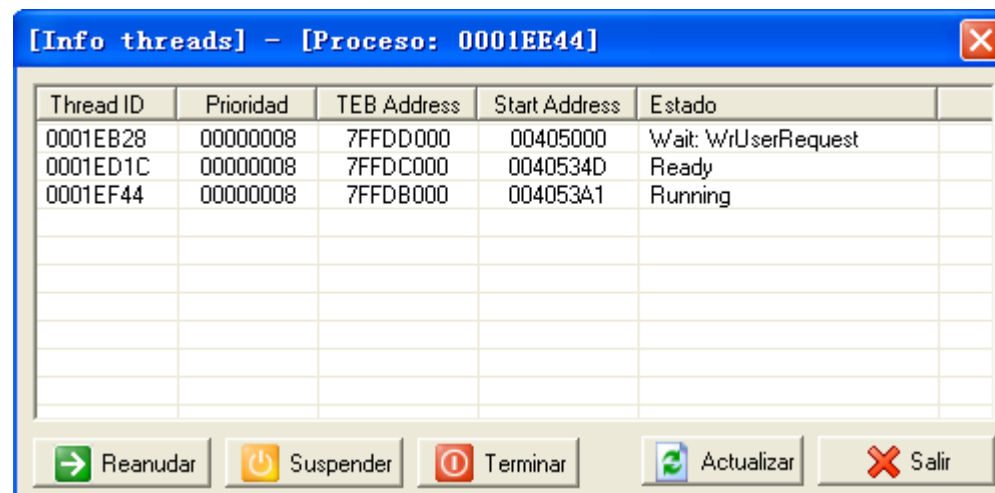 [Info threads] - [Proceso: 0001EE44]
Thread ID Prioridad TEB Address Start Address Estado
0001EB28 00000008 7FFDD000 00405000 Wait: WrUserRequest
0001ED1C 00000008 7FFDC000 0040534D Ready
0001EF44 00000008 7FFDB000 004053A1 Running
Reanudar Suspender Terminar Actualizar Salir